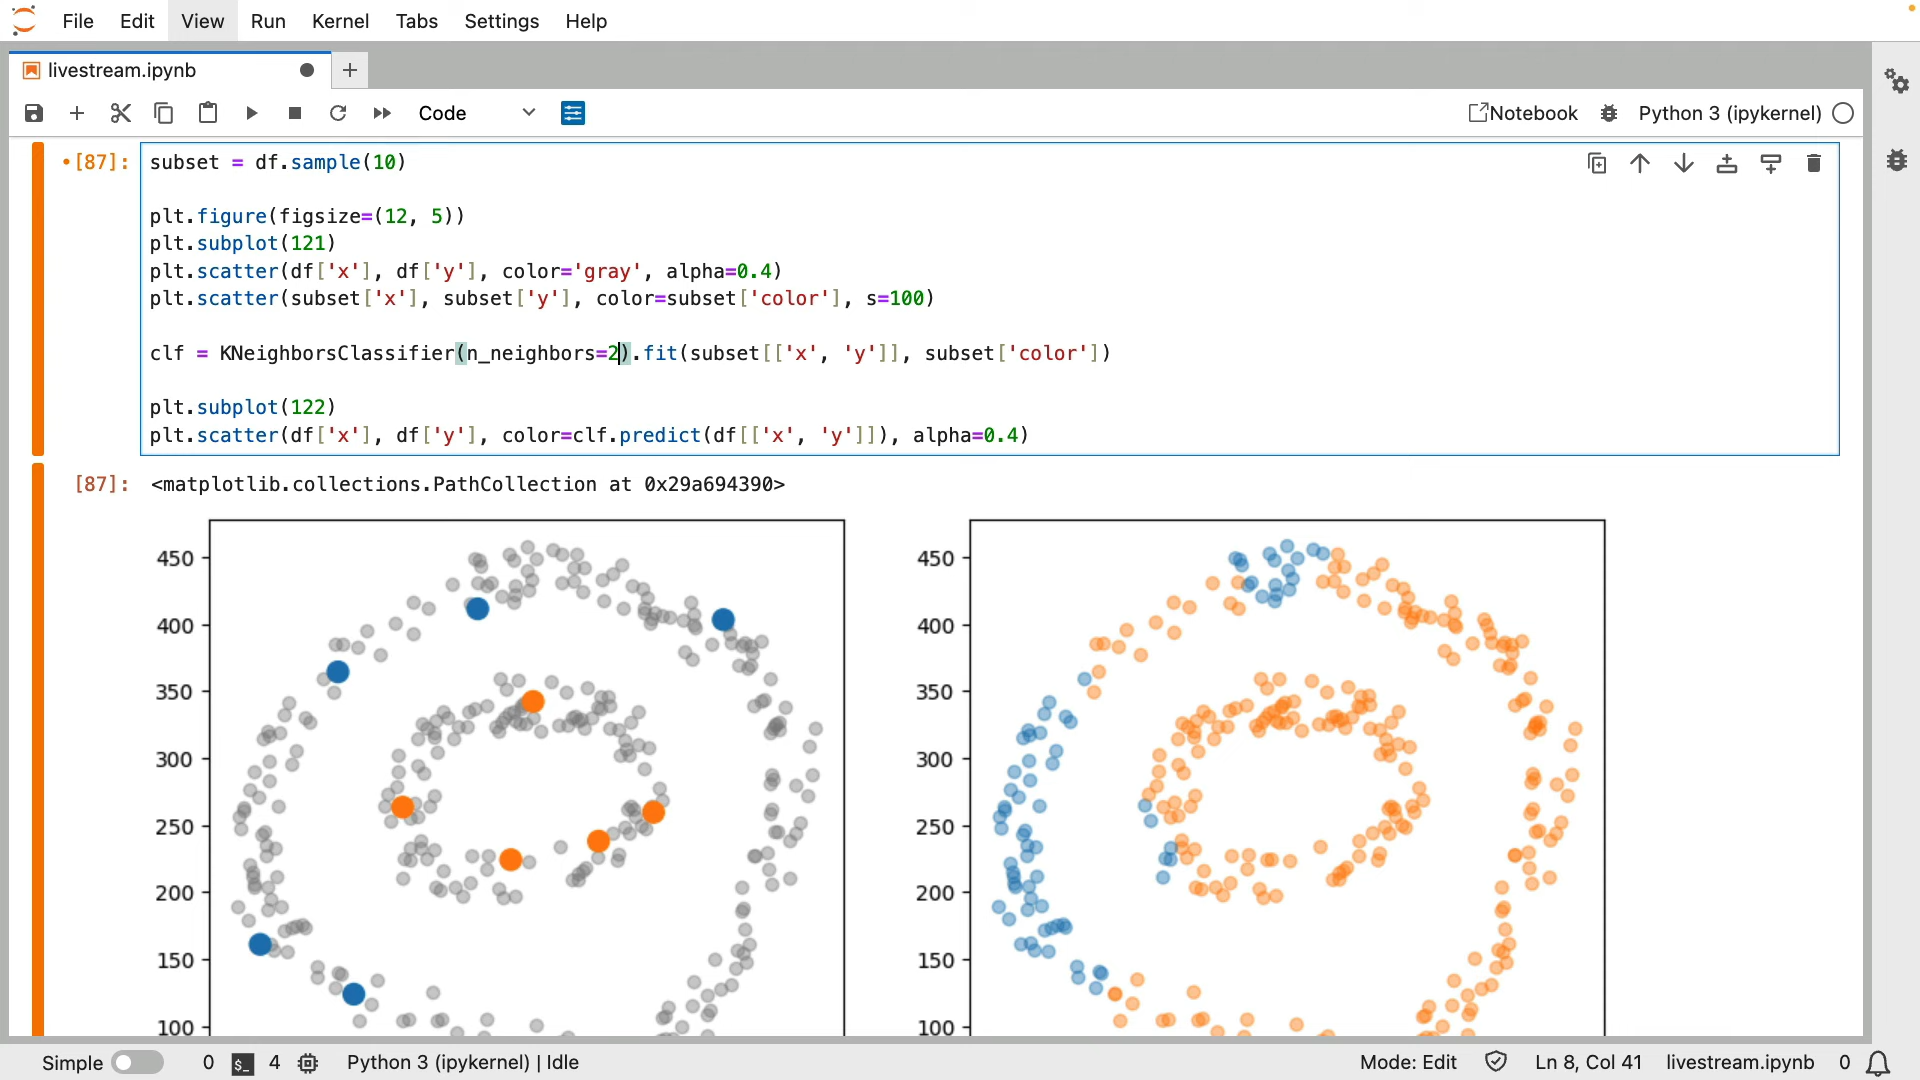 File Edit View Run Kernel Tabs Settings Help
livestream.ipynb
Code Notebook Python 3 (ipykernel)
[87]: subset = df.sample(10)
plt.figure(figsize=(12, 5))
plt.subplot(121)
plt.scatter(df['x'], df['y'], color='gray', alpha=0.4)
plt.scatter(subset['x'], subset['y'], color=subset['color'], s=100)
clf = KNeighborsClassifier(n_neighbors=2).fit(subset[['x', 'y']], subset['color'])
plt.subplot(122)
plt.scatter(df['x'], df['y'], color=clf.predict(df[['x', 'y']]), alpha=0.4)
[87]: <matplotlib.collections.PathCollection at 0x29a694390>
450 450
400 400
350 350
300 300
250 250
200 200
150 150
100 100
Simple 0 $_ 4 Python 3 (ipykernel) | Idle Mode: Edit Ln 8, Col 41 livestream.ipynb 0